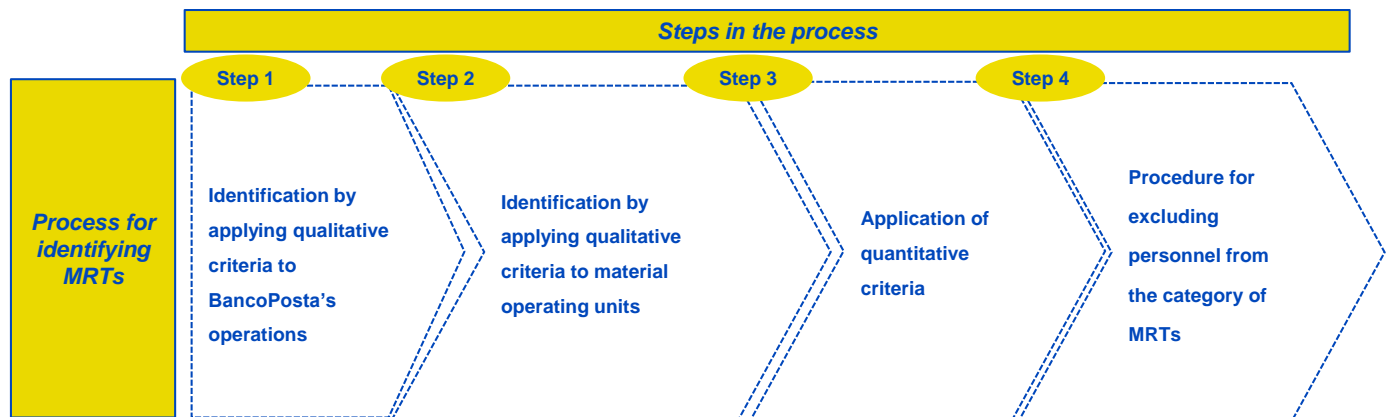 Steps in the process
Step 1
Step 2
Step 3
Step 4
Process for
identifying
MRTs
Identification by
applying qualitative
criteria to
BancoPosta’s
operations
Identification by
applying qualitative
criteria to material
operating units
Application of
quantitative
criteria
Procedure for
excluding
personnel from
the category of
MRTs